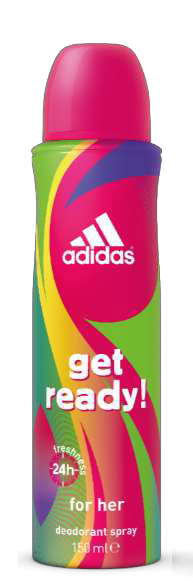 adidas
get
ready!
freshness
-24h-
for her
deodorant spray
150 ml ℮